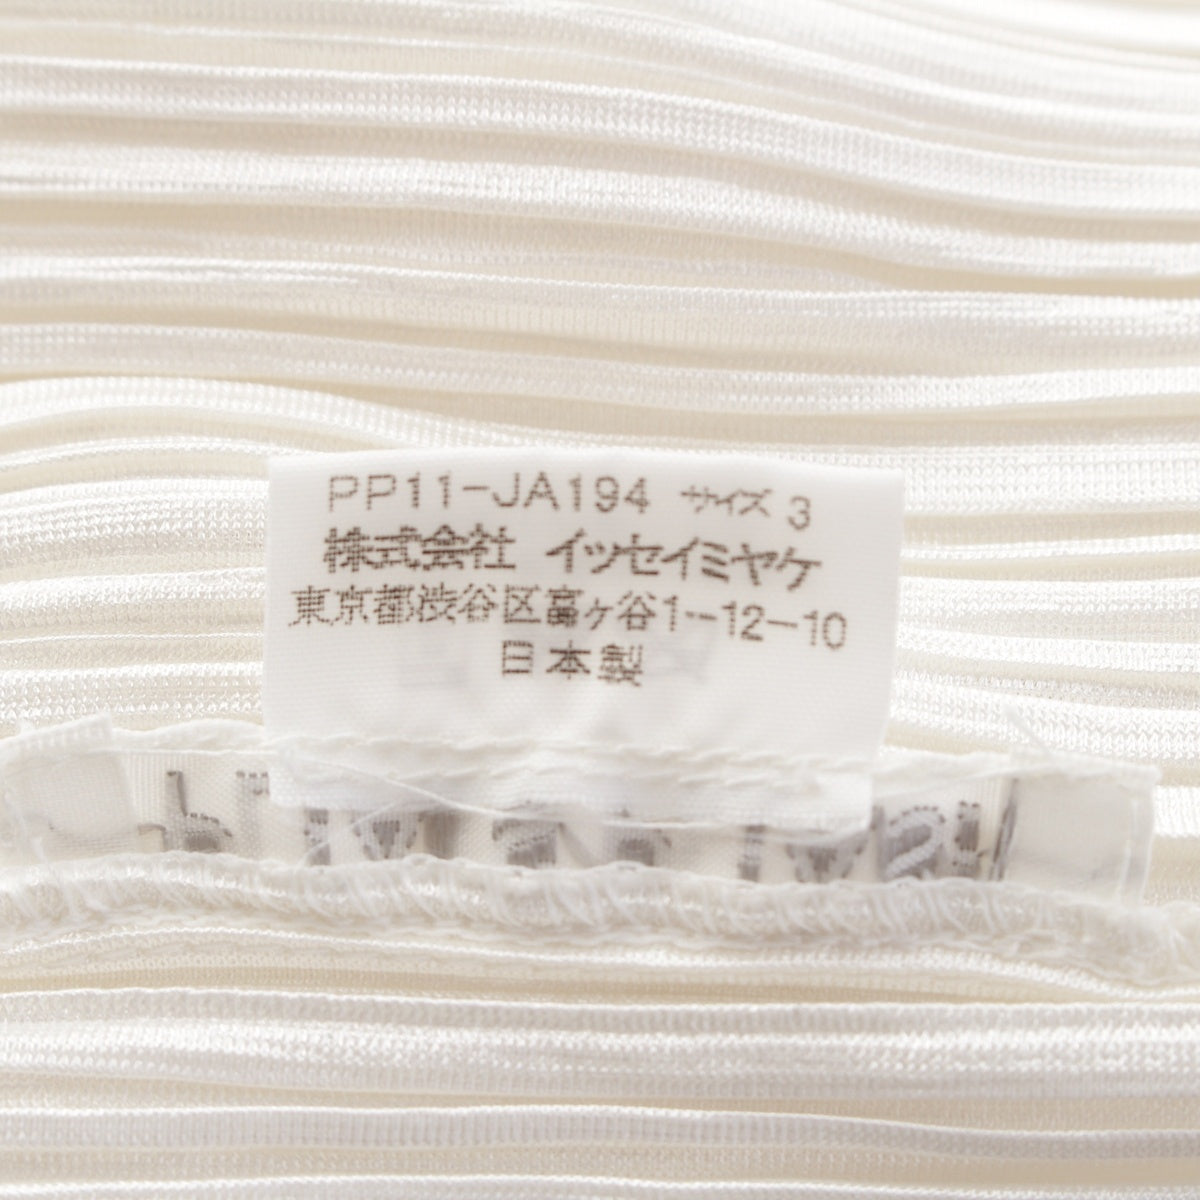 PP11-JA194 サイズ 3
株式会社 イッセイミヤケ
東京都渋谷区富ヶ谷1-12-10
日本製